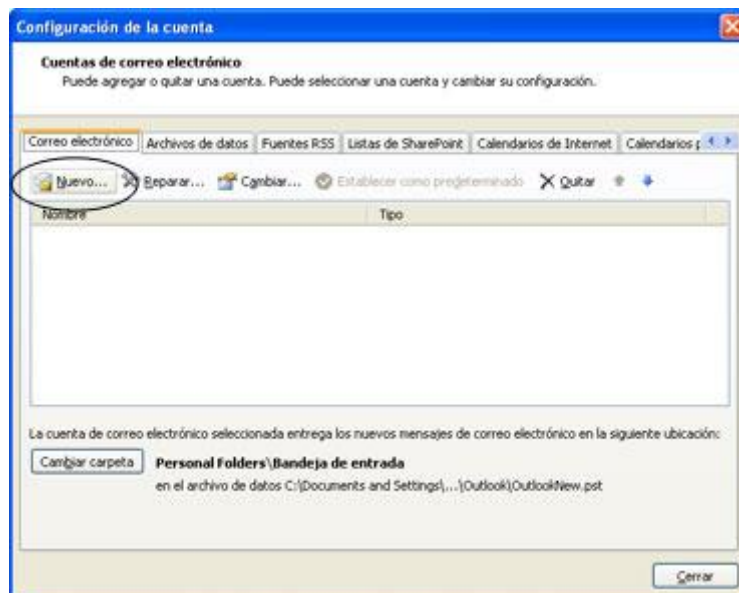 Configuración de la cuenta
Cuentas de correo electrónico
Puede agregar o quitar una cuenta. Puede seleccionar una cuenta y cambiar su configuración.
Correo electrónico Archivos de datos Fuentes RSS Listas de SharePoint Calendarios de Internet Calendarios p
Nuevo... Reparar... Cambiar... Establecer como predeterminado Quitar
Nombre Tipo
La cuenta de correo electrónico seleccionada entrega los nuevos mensajes de correo electrónico en la siguiente ubicación:
Cambiar carpeta Personal Folders\Bandeja de entrada
en el archivo de datos C:\Documents and Settings\...\Outlook\OutlookNew.pst
Cerrar